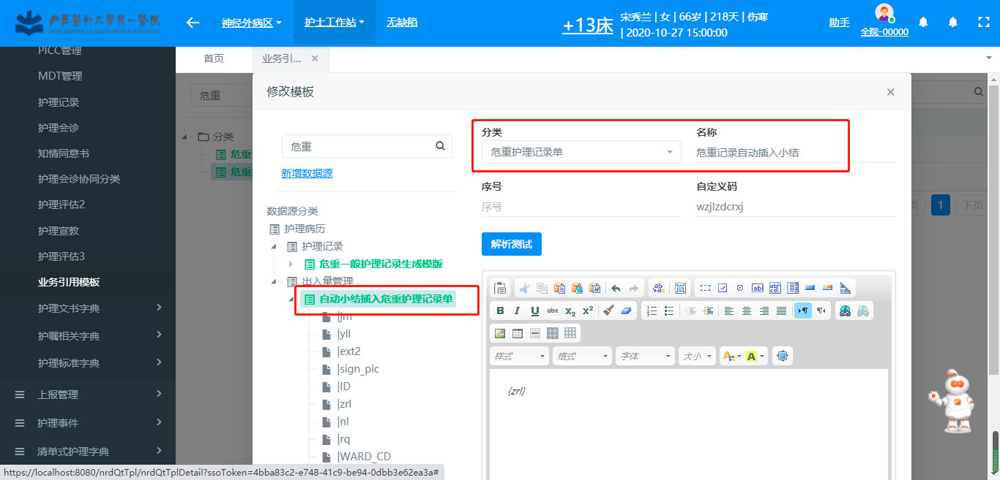 广西医科大学第一附属医院
神经外病区
护士工作站
无缺陷
+13床
宋秀兰 | 女 | 66岁 | 218天 | 伤寒
| 2020-10-27 15:00:00
助手
全院-00000
PICC管理
MDT管理
护理记录
护理会诊
知情同意书
护理会诊协同分类
护理评估2
护理宣教
护理评估3
业务引用模板
护理文书字典
护嘱相关字典
护理标准字典
上报管理
护理事件
清单式护理字典
首页
业务引...
危重
分类
危重
危重
页
1
下页
修改模板
危重
新增数据源
数据源分类
护理病历
护理记录
危重一般护理记录生成模版
出入量管理
自动小结插入危重护理记录单
|jm
|yll
|ext2
|sign_pic
|ID
|zrl
|nl
|rq
|WARD_CD
分类
危重护理记录单
名称
危重记录自动插入小结
序号
序号
自定义码
wzjlzdcrxj
解析测试
样式
格式
字体
大小
{zrl}
https://localhost:8080/nrdQtTpl/nrdQtTplDetail?ssoToken=4bba83c2-e748-41c9-be94-0dbb3e62ea3a#